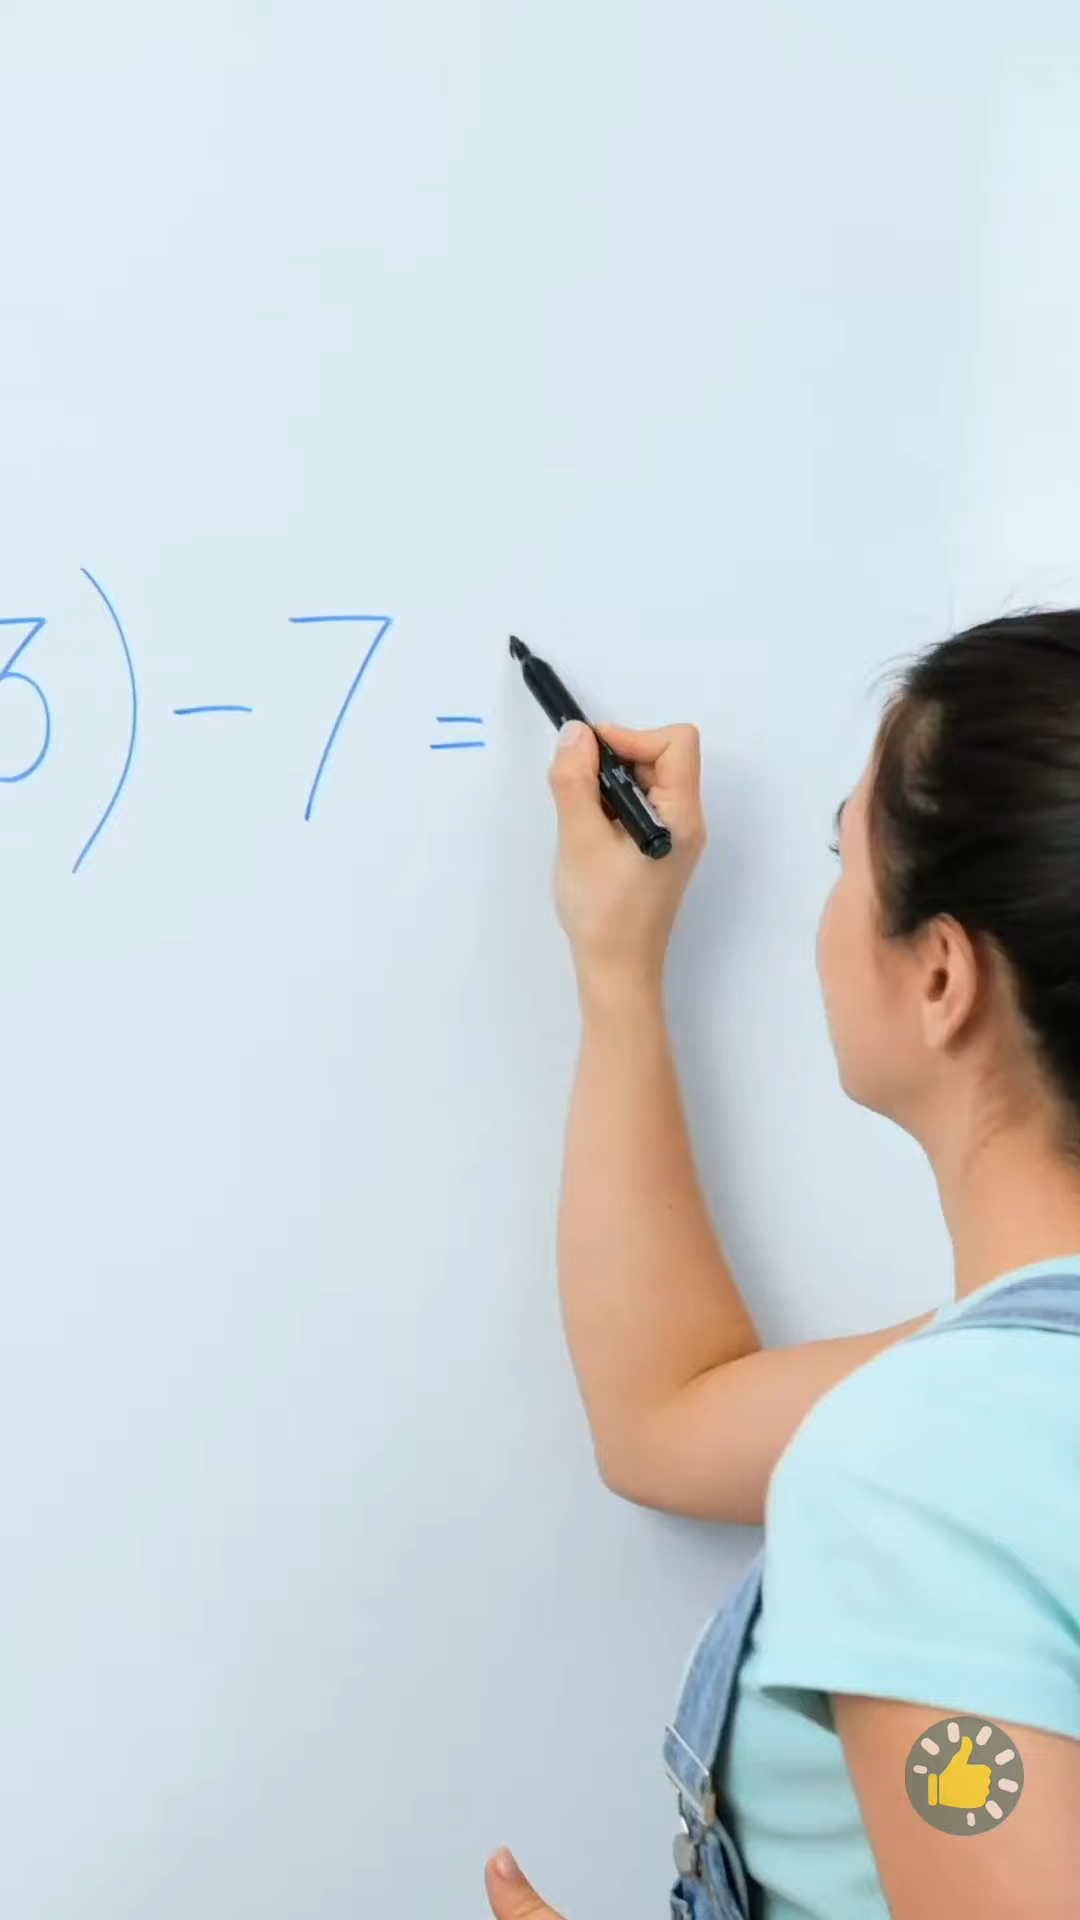 3) - 7 =